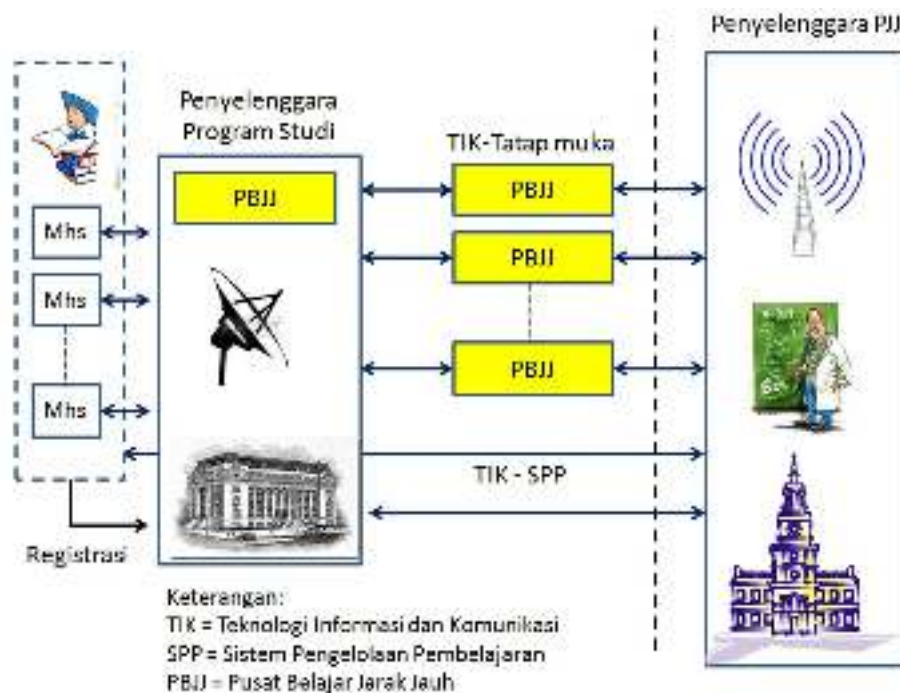 Penyelenggara PJJ
Penyelenggara
Program Studi
TIK-Tatap muka
PBJJ
PBJJ
PBJJ
PBJJ
Mhs
Mhs
Mhs
TIK - SPP
Registrasi
Keterangan:
TIK = Teknologi Informasi dan Komunikasi
SPP = Sistem Pengelolaan Pembelajaran
PBJJ = Pusat Belajar Jarak Jauh